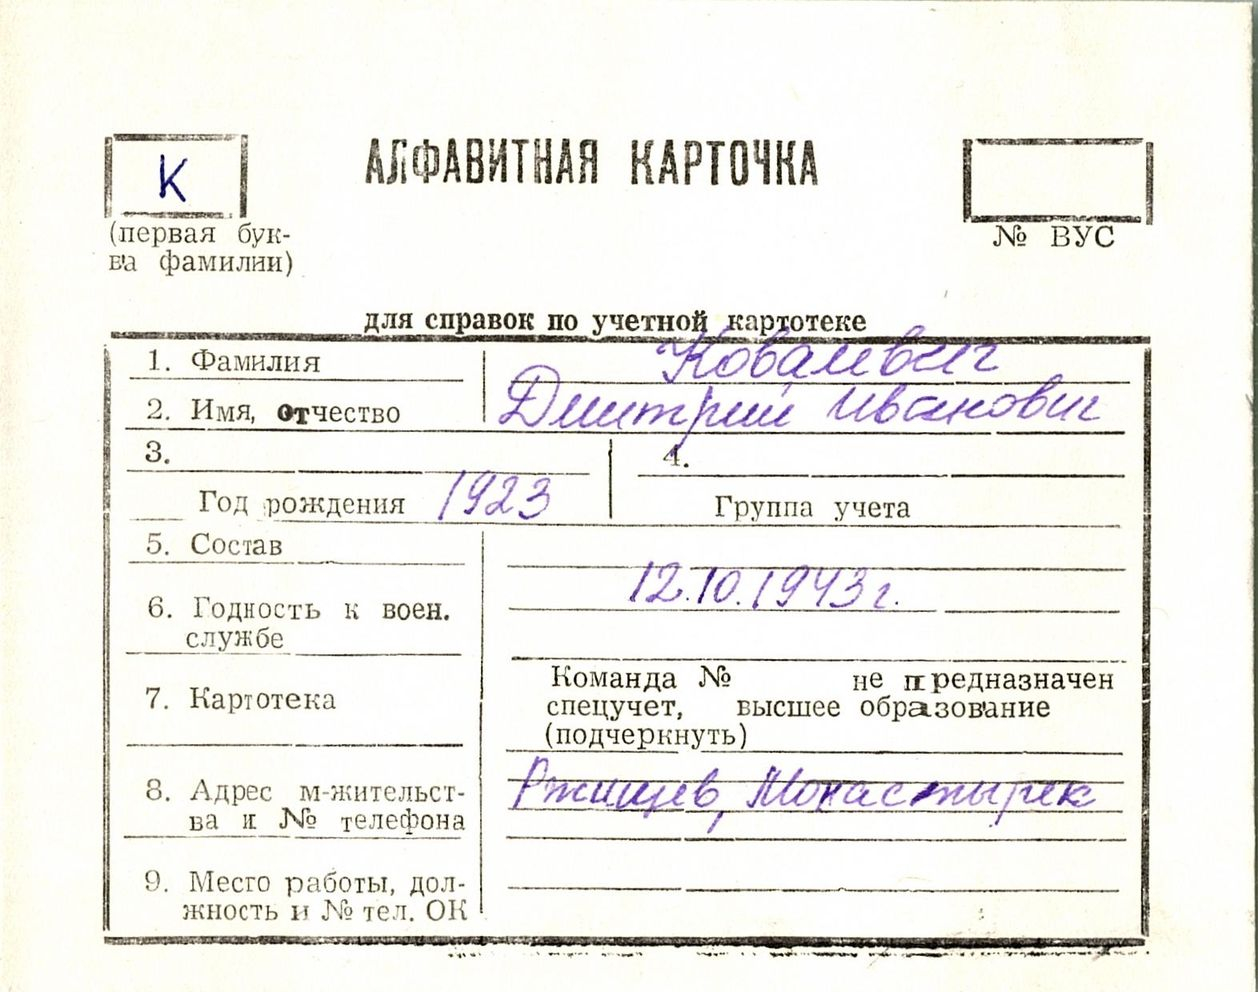 К
АЛФАВИТНАЯ КАРТОЧКА
(первая бук-
ва фамилии)
№ ВУС
для справок по учетной картотеке
1. Фамилия
Ковалевич
2. Имя, отчество
Дмитрий Иванович
3.
4.
Год рождения 1923
Группа учета
5. Состав
12.10.1943 г.
6. Годность к воен.
службе
7. Картотека
Команда № не предназначен
спецучет, высшее образование
(подчеркнуть)
8. Адрес м-жительст-
ва и № телефона
Ржищев, Монастырек
9. Место работы, дол-
жность и № тел. ОК